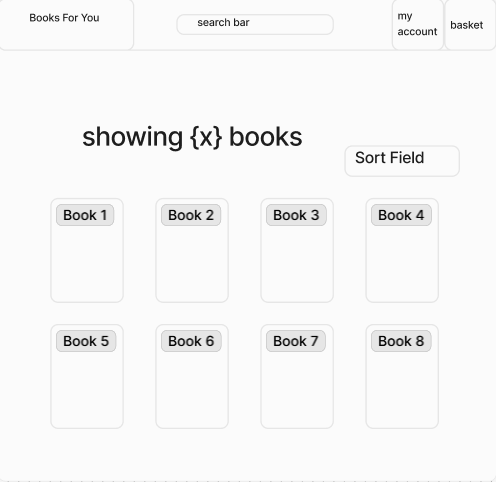 Books For You
search bar
my
account
basket
showing {x} books
Sort Field
Book 1
Book 2
Book 3
Book 4
Book 5
Book 6
Book 7
Book 8